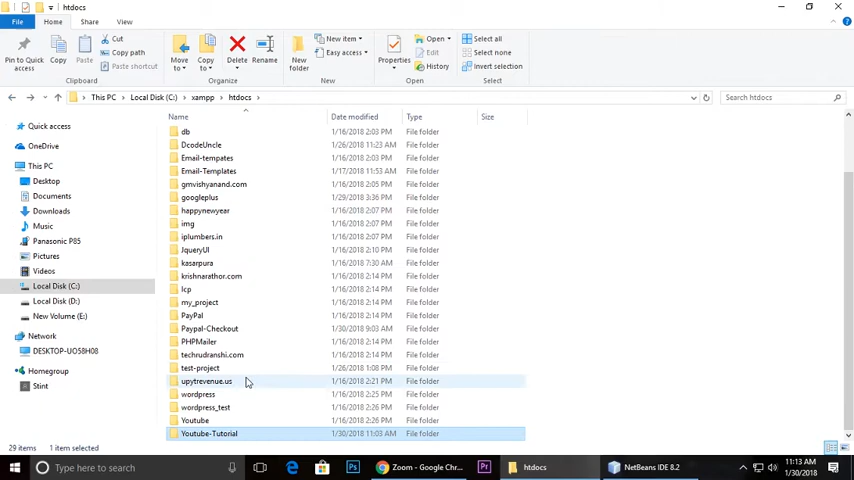 htdocs
File Home Share View
Pin to Quick access
Copy
Paste
Cut
Copy path
Paste shortcut
Clipboard
Move to
Copy to
Delete
Rename
Organize
New folder
New item
Easy access
New
Properties
Open
Edit
History
Open
Select all
Select none
Invert selection
Select
This PC > Local Disk (C:) > xampp > htdocs >
Search htdocs
Name Date modified Type Size
Quick access
OneDrive
This PC
Desktop
Documents
Downloads
Music
Panasonic P85
Pictures
Videos
Local Disk (C:)
Local Disk (D:)
New Volume (E:)
Network
DESKTOP-UO58H08
Homegroup
Stint
db 1/16/2018 2:03 PM File folder
DcodeUncle 1/26/2018 11:23 AM File folder
Email-tempates 1/16/2018 2:03 PM File folder
Email-Templates 1/17/2018 11:53 AM File folder
gmvishyanand.com 1/16/2018 2:05 PM File folder
googleplus 1/29/2018 3:36 PM File folder
happynewyear 1/16/2018 2:07 PM File folder
img 1/16/2018 2:07 PM File folder
iplumbers.in 1/16/2018 2:07 PM File folder
JqueryUI 1/16/2018 2:10 PM File folder
kasarpura 1/16/2018 2:14 PM File folder
krishnarathor.com 1/16/2018 2:14 PM File folder
lcp 1/16/2018 2:14 PM File folder
my_project 1/16/2018 2:14 PM File folder
PayPal 1/16/2018 2:14 PM File folder
Paypal-Checkout 1/30/2018 9:03 AM File folder
PHPMailer 1/16/2018 2:14 PM File folder
techrudranshi.com 1/16/2018 2:14 PM File folder
test-project 1/26/2018 1:08 PM File folder
upytrevenue.us 1/16/2018 2:21 PM File folder
wordpress 1/16/2018 2:25 PM File folder
wordpress_test 1/16/2018 2:26 PM File folder
Youtube 1/16/2018 2:26 PM File folder
Youtube-Tutorial 1/30/2018 11:03 AM File folder
29 items 1 item selected
Type here to search
Ps
Zoom - Google Chr...
Pr
htdocs
NetBeans IDE 8.2
11:13 AM
1/30/2018